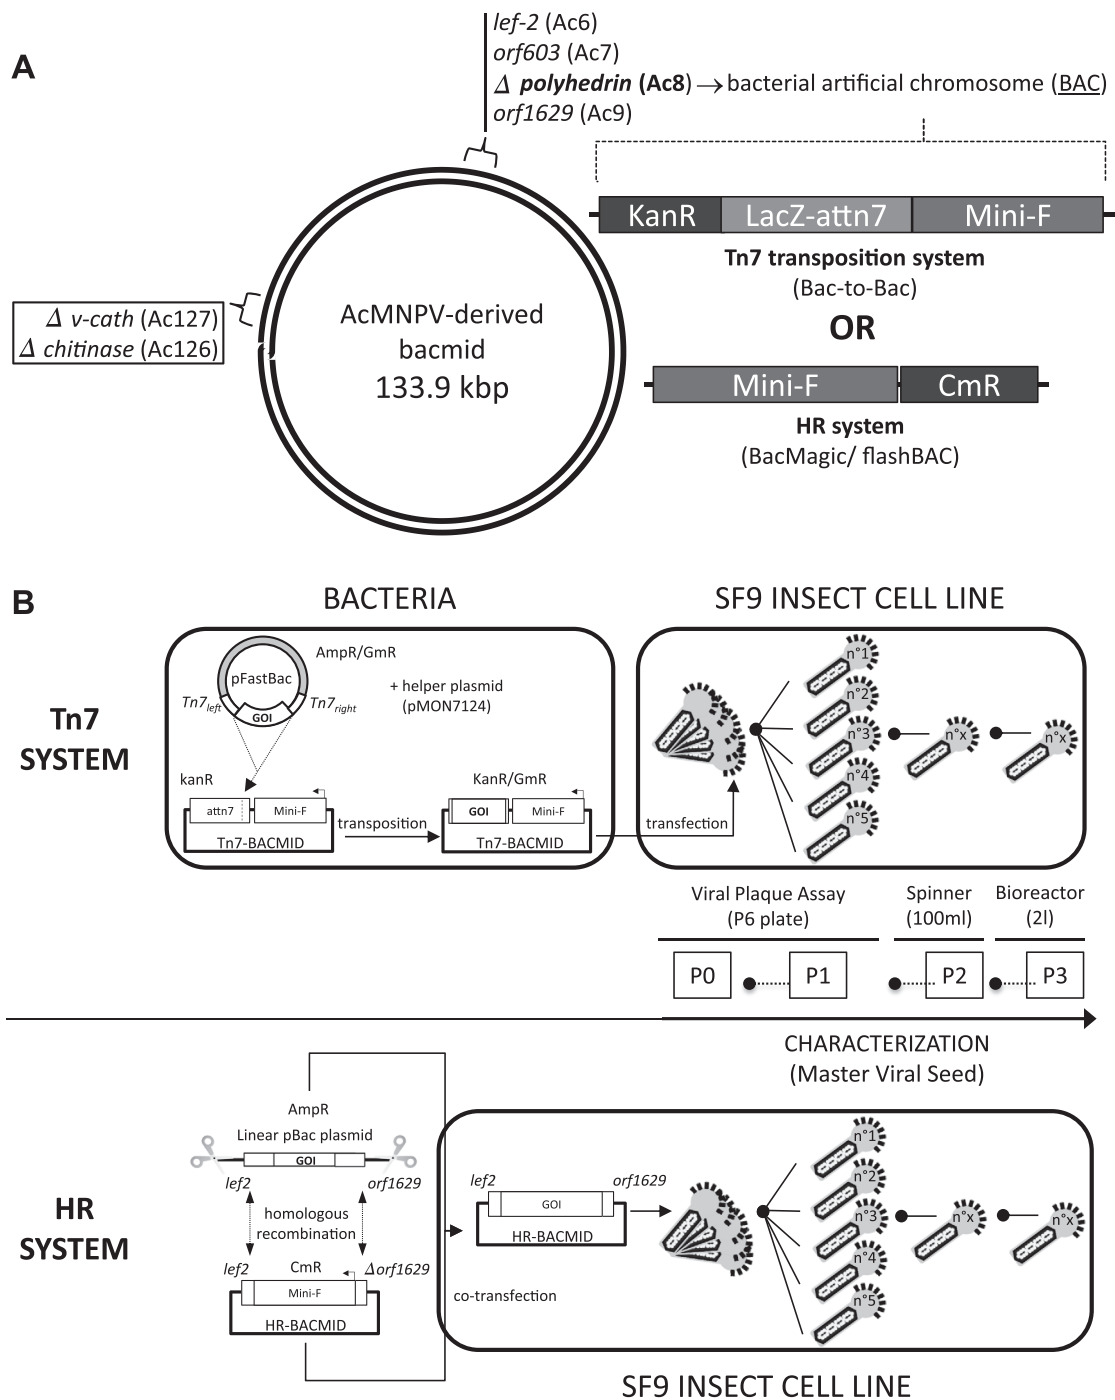 A
lef-2 (Ac6)
orf603 (Ac7)
Δ polyhedrin (Ac8) → bacterial artificial chromosome (BAC)
orf1629 (Ac9)
KanR LacZ-attn7 Mini-F
Tn7 transposition system
(Bac-to-Bac)
OR
Mini-F CmR
HR system
(BacMagic/ flashBAC)
Δ v-cath (Ac127)
Δ chitinase (Ac126)
AcMNPV-derived
bacmid
133.9 kbp
B
BACTERIA
SF9 INSECT CELL LINE
Tn7
SYSTEM
AmpR/GmR
pFastBac
Tn7left
GOI
Tn7right
+ helper plasmid
(pMON7124)
kanR
attn7 Mini-F
Tn7-BACMID
transposition
KanR/GmR
GOI Mini-F
Tn7-BACMID
transfection
n°1
n°2
n°3
n°4
n°5
n°x
n°x
Viral Plaque Assay
(P6 plate)
Spinner
(100ml)
Bioreactor
(2l)
P0 P1 P2 P3
CHARACTERIZATION
(Master Viral Seed)
HR
SYSTEM
AmpR
Linear pBac plasmid
GOI
lef2 orf1629
homologous
recombination
lef2 CmR Δorf1629
Mini-F
HR-BACMID
co-transfection
lef2 orf1629
GOI
HR-BACMID
n°1
n°2
n°3
n°4
n°5
n°x
n°x
SF9 INSECT CELL LINE